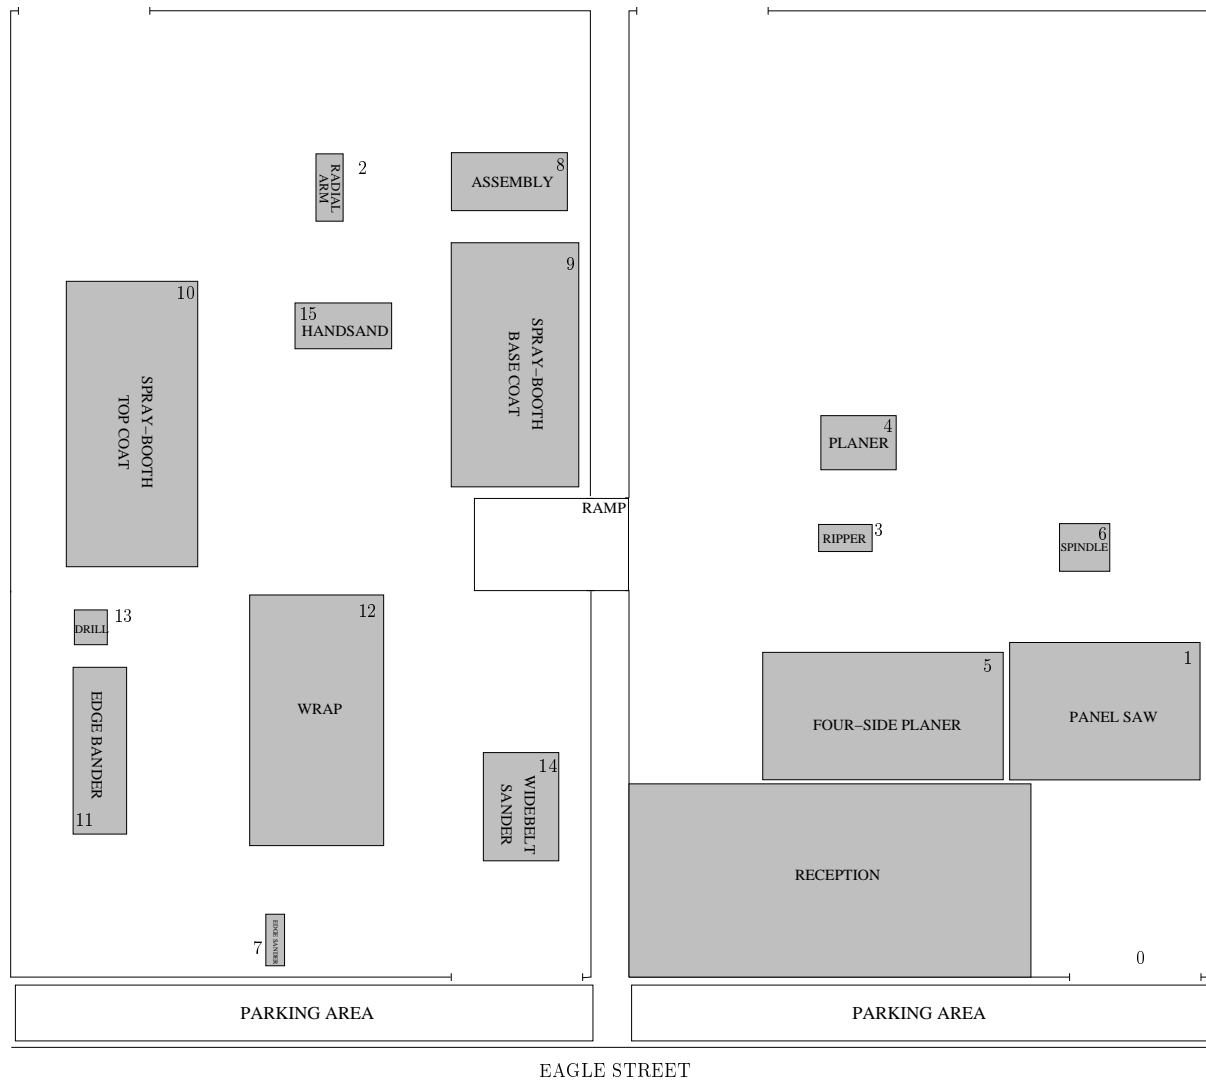 2
RADIAL
ARM
8
ASSEMBLY
9
SPRAY-BOOTH
BASE COAT
10
SPRAY-BOOTH
TOP COAT
15
HANDSAND
4
PLANER
RAMP
RIPPER
3
6
SPINDLE
13
DRILL
12
WRAP
5
FOUR-SIDE PLANER
1
PANEL SAW
EDGE BANDER
11
14
WIDEBELT
SANDER
RECEPTION
7
EDGE SANDER
0
PARKING AREA
PARKING AREA
EAGLE STREET